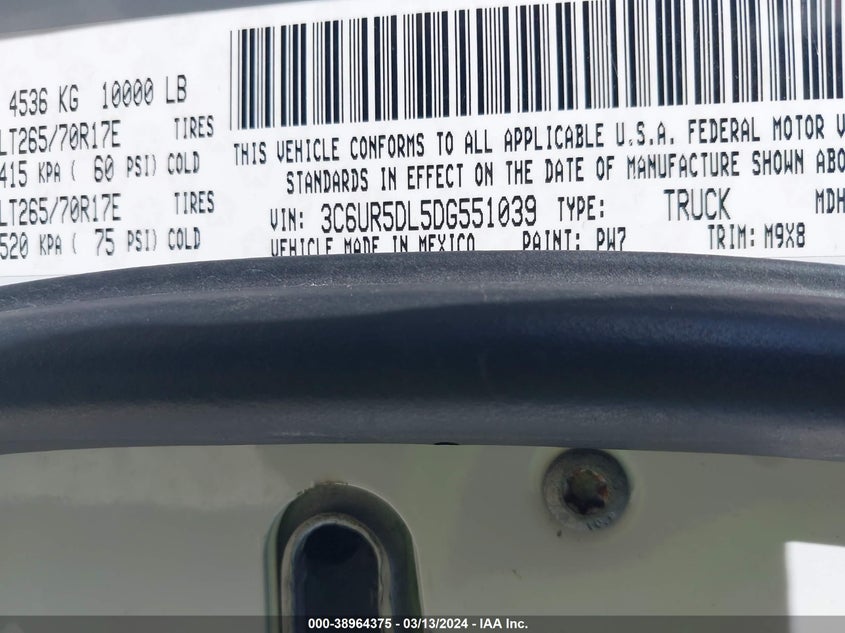 4536 KG 10000 LB
LT265/70R17E TIRES
415 KPA ( 60 PSI) COLD
LT265/70R17E TIRES
520 KPA ( 75 PSI) COLD
THIS VEHICLE CONFORMS TO ALL APPLICABLE U.S.A. FEDERAL MOTOR V
STANDARDS IN EFFECT ON THE DATE OF MANUFACTURE SHOWN ABO
VIN: 3C6UR5DL5DG551039 TYPE: TRUCK MDH
VEHICLE MADE IN MEXICO PAINT: PW7 TRIM: M9X8
000-38964375 — 03/13/2024 — IAA Inc.